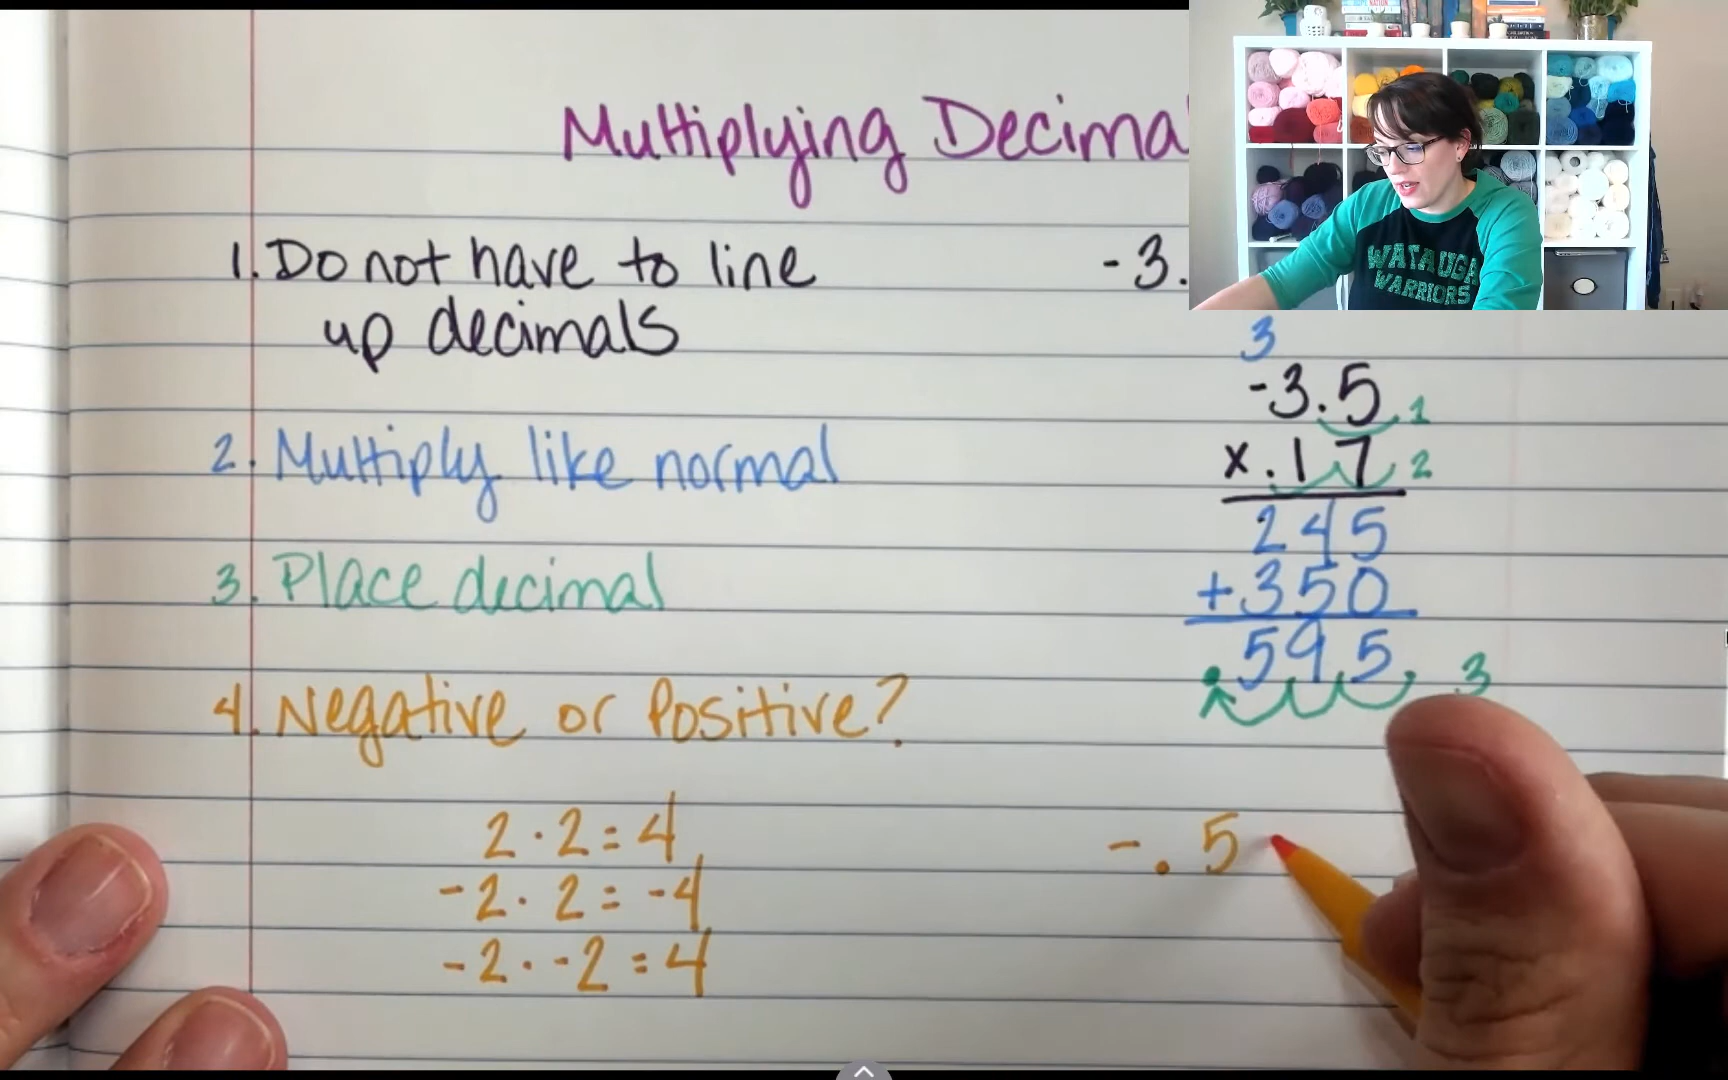 Multiplying Decima
1. Do not have to line
up decimals
-3.
2. Multiply like normal
3. Place decimal
4. Negative or Positive?
2 · 2 = 4
-2 · 2 = -4
-2 · -2 = 4
3
-3.5 1
x .17 2
245
+350
595. 3
-.5
WATAUGA
WARRIORS